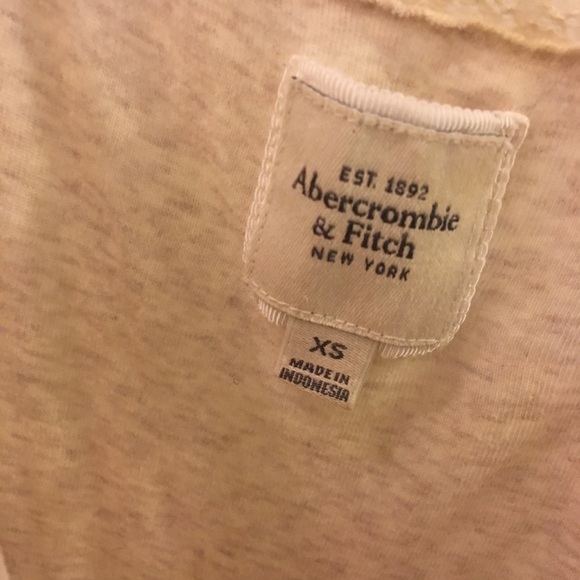 EST. 1892
Abercrombie
& Fitch
NEW YORK
XS
MADE IN
INDONESIA